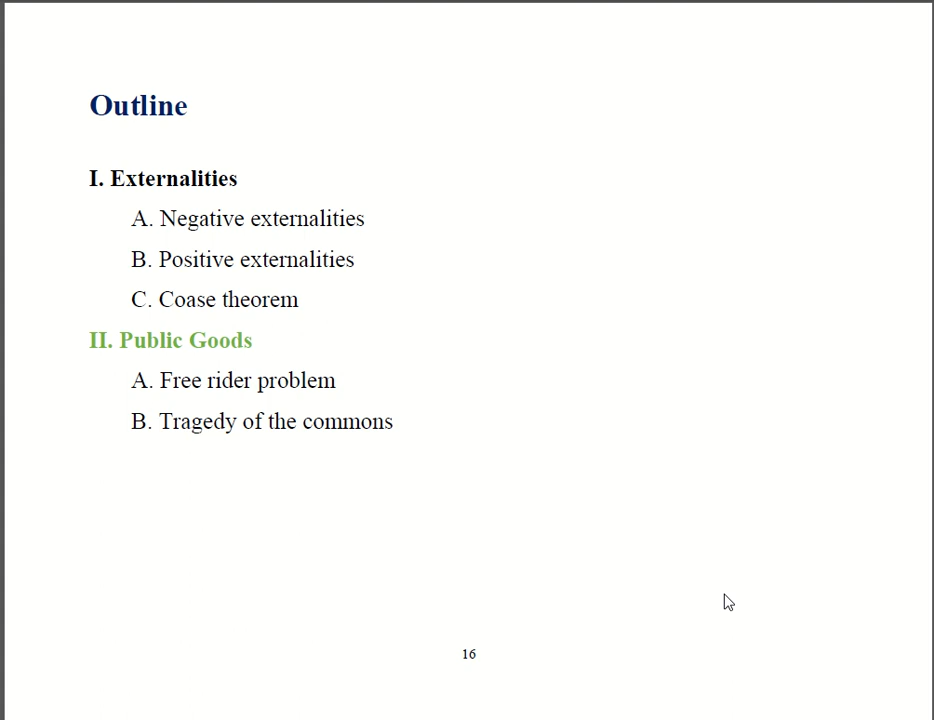 Outline
I. Externalities
A. Negative externalities
B. Positive externalities
C. Coase theorem
II. Public Goods
A. Free rider problem
B. Tragedy of the commons
16